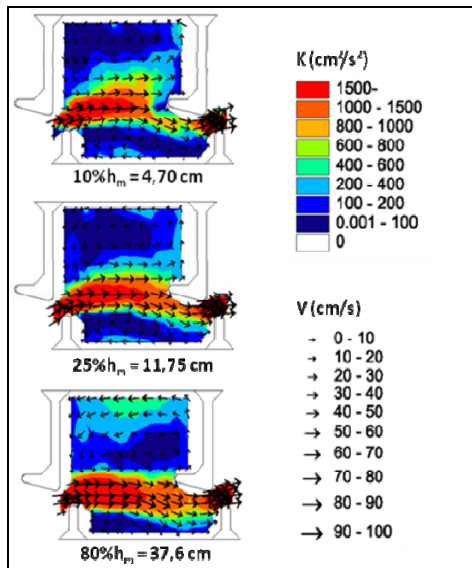 K (cm²/s²)
1500-
1000 - 1500
800 - 1000
600 - 800
400 - 600
200 - 400
100 - 200
0.001 - 100
0
10%hₘ = 4,70 cm
25%hₘ = 11,75 cm
80%hₘ = 37,6 cm
V (cm/s)
0 - 10
10 - 20
20 - 30
30 - 40
40 - 50
50 - 60
60 - 70
70 - 80
80 - 90
90 - 100